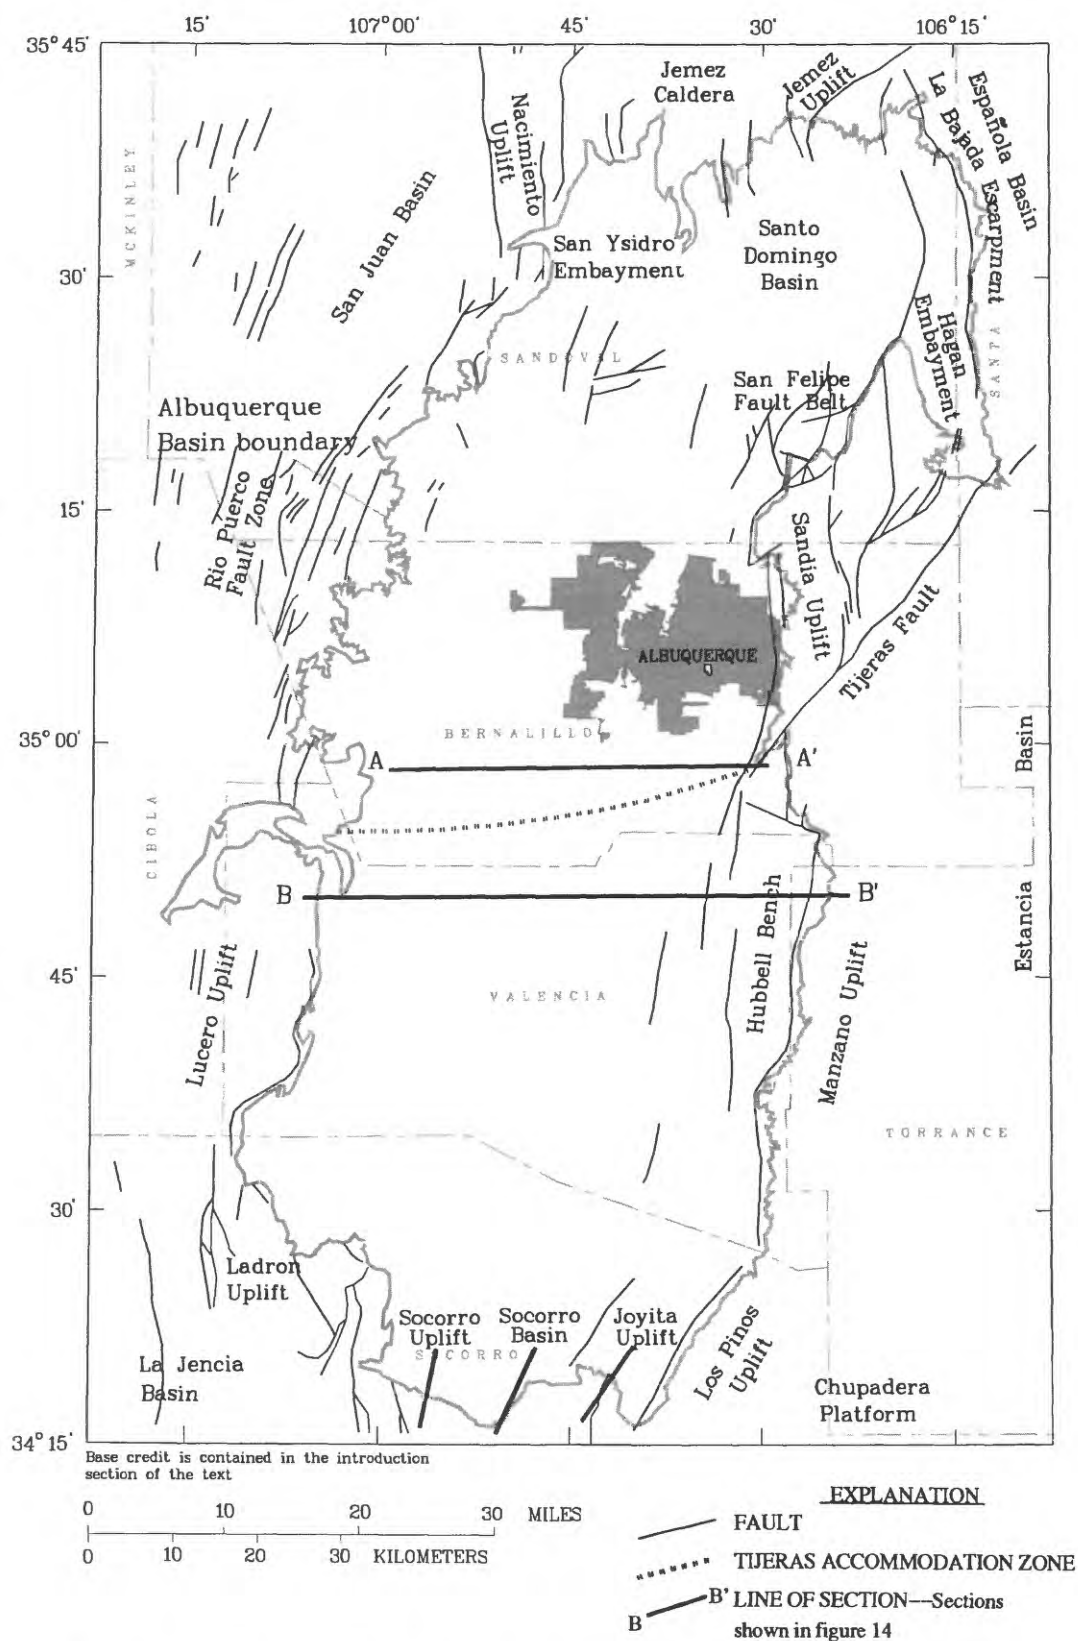 15'
107°00'
45'
30'
106°15'
35°45'
Jemez
Caldera
Jemez
Uplift
Española Basin
La Bajada Escarpment
Nacimiento
Uplift
MCKINLEY
San Juan Basin
San Ysidro
Embayment
Santo
Domingo
Basin
30'
Hagan
Embayment
SANTA
SANDOVAL
San Felipe
Fault Belt
Albuquerque
Basin boundary
15'
Rio Puerco
Fault Zone
Sandia Uplift
Tijeras Fault
ALBUQUERQUE
35°00'
BERNALILLO
A
A'
Basin
CIBOLA
B
B'
Hubbell Bench
Estancia
45'
Lucero Uplift
VALENCIA
Manzano Uplift
TORRANCE
30'
Ladron
Uplift
Socorro
Uplift
Socorro
Basin
Joyita
Uplift
SOCORRO
Los Pinos
Uplift
La Jencia
Basin
Chupadera
Platform
34°15'
107°00'
45'
30'
106°15'
Base credit is contained in the introduction
section of the text
0 10 20 30 MILES
0 10 20 30 KILOMETERS
EXPLANATION
FAULT
TIJERAS ACCOMMODATION ZONE
B B' LINE OF SECTION—Sections
shown in figure 14